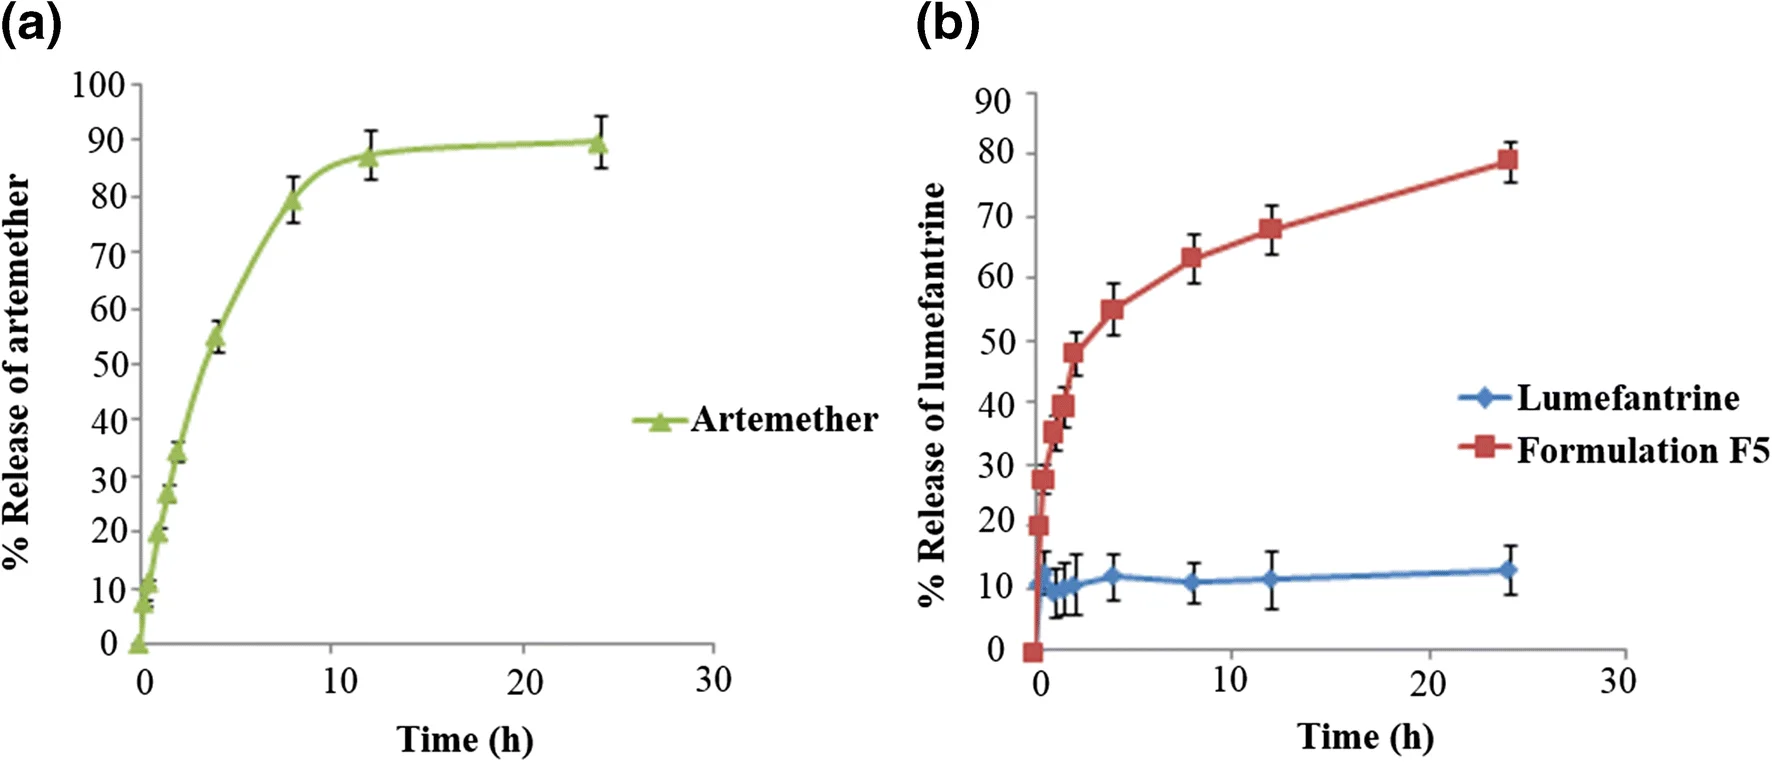 (a)
% Release of artemether
100
90
80
70
60
50
40
30
20
10
0
0 10 20 30
Time (h)
Artemether
(b)
% Release of lumefantrine
90
80
70
60
50
40
30
20
10
0
0 10 20 30
Time (h)
Lumefantrine
Formulation F5